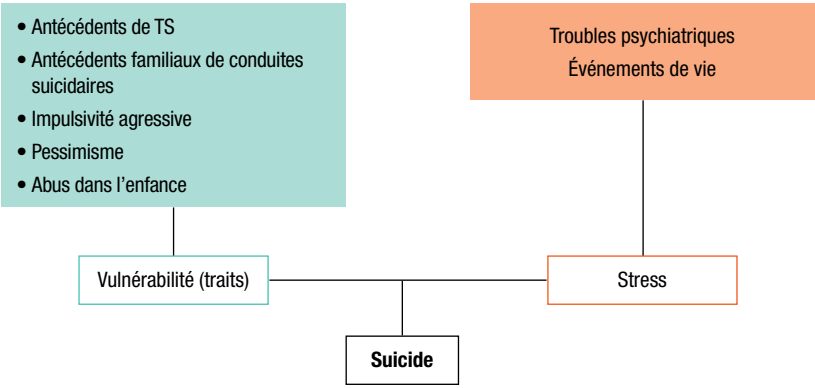 • Antécédents de TS
• Antécédents familiaux de conduites
suicidaires
• Impulsivité agressive
• Pessimisme
• Abus dans l’enfance
Troubles psychiatriques
Événements de vie
Vulnérabilité (traits)
Stress
Suicide